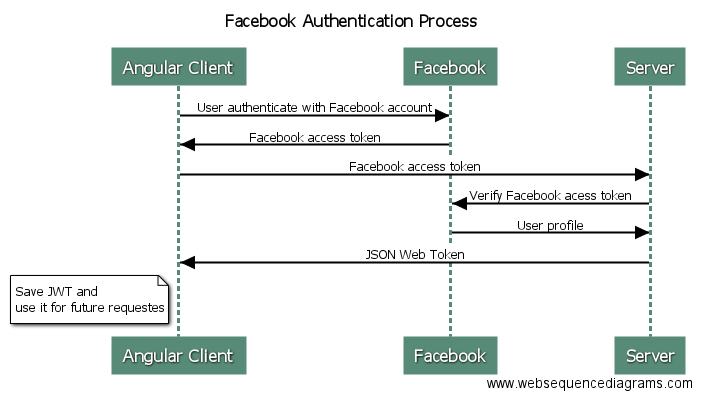 Facebook Authentication Process
Angular Client
Facebook
Server
User authenticate with Facebook account
Facebook access token
Facebook access token
Verify Facebook acess token
User profile
JSON Web Token
Save JWT and
use it for future requestes
Angular Client
Facebook
Server
www.websequencediagrams.com